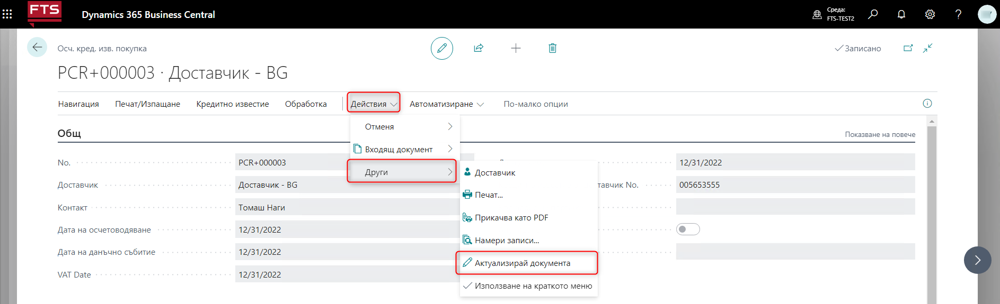 FTS
Dynamics 365 Business Central
Среда:
FTS-TEST2
Осч. кред. изв. покупка
Записано
PCR+000003 · Доставчик - BG
Навигация Печат/Изпащане Кредитно известие Обработка Действия Автоматизиране По-малко опции
Отменя
Входящ документ
Други
Доставчик
Печат...
Прикачва като PDF
Намери записи...
Актуализирай документа
Използване на краткото меню
Общ
Показване на повече
No. PCR+000003
12/31/2022
Доставчик Доставчик - BG
тавчик No. 005653555
Контакт Томаш Наги
Дата на осчетоводяване 12/31/2022
Дата на данъчно събитие 12/31/2022
VAT Date 12/31/2022